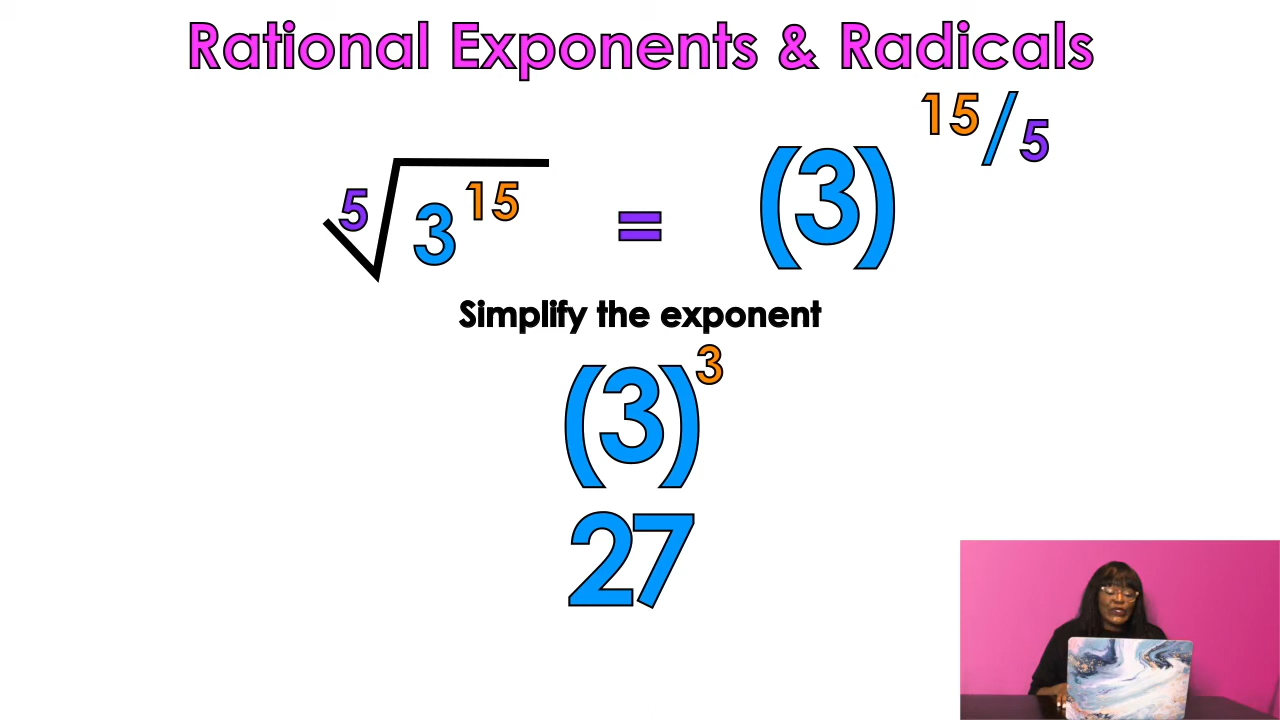 Rational Exponents & Radicals
5√3^15 = (3)^15/5
Simplify the exponent
(3)^3
27